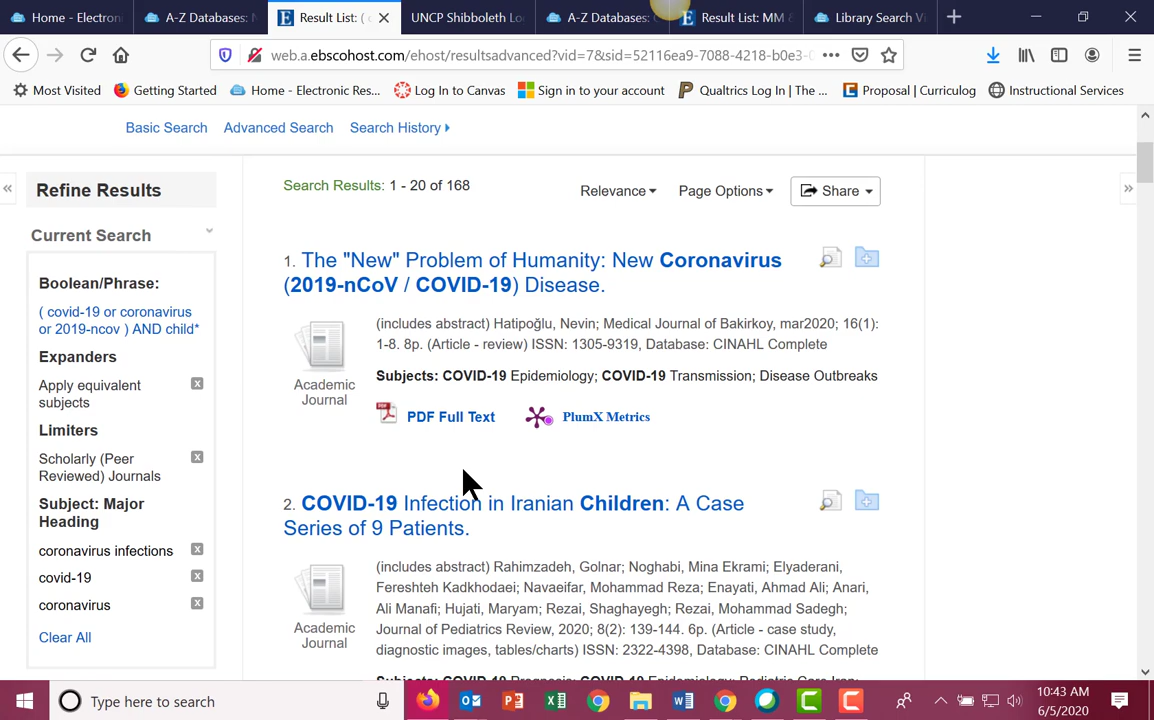 Home - Electroni
A-Z Databases: N
Result List: (
UNCP Shibboleth Lo
A-Z Databases:
Result List: MM &
Library Search Vi
web.a.ebscohost.com/ehost/resultsadvanced?vid=7&sid=52116ea9-7088-4218-b0e3-
Most Visited
Getting Started
Home - Electronic Res...
Log In to Canvas
Sign in to your account
Qualtrics Log In | The ...
Proposal | Curriculog
Instructional Services
Basic Search
Advanced Search
Search History
Refine Results
Current Search
Boolean/Phrase:
( covid-19 or coronavirus
or 2019-ncov ) AND child*
Expanders
Apply equivalent
subjects
Limiters
Scholarly (Peer
Reviewed) Journals
Subject: Major
Heading
coronavirus infections
covid-19
coronavirus
Clear All
Search Results: 1 - 20 of 168
Relevance
Page Options
Share
1. The "New" Problem of Humanity: New Coronavirus
(2019-nCoV / COVID-19) Disease.
Academic
Journal
(includes abstract) Hatipoğlu, Nevin; Medical Journal of Bakirkoy, mar2020; 16(1):
1-8. 8p. (Article - review) ISSN: 1305-9319, Database: CINAHL Complete
Subjects: COVID-19 Epidemiology; COVID-19 Transmission; Disease Outbreaks
PDF Full Text
PlumX Metrics
2. COVID-19 Infection in Iranian Children: A Case
Series of 9 Patients.
Academic
Journal
(includes abstract) Rahimzadeh, Golnar; Noghabi, Mina Ekrami; Elyaderani,
Fereshteh Kadkhodaei; Navaeifar, Mohammad Reza; Enayati, Ahmad Ali; Anari,
Ali Manafi; Hujati, Maryam; Rezai, Shaghayegh; Rezai, Mohammad Sadegh;
Journal of Pediatrics Review, 2020; 8(2): 139-144. 6p. (Article - case study,
diagnostic images, tables/charts) ISSN: 2322-4398, Database: CINAHL Complete
Type here to search
10:43 AM
6/5/2020